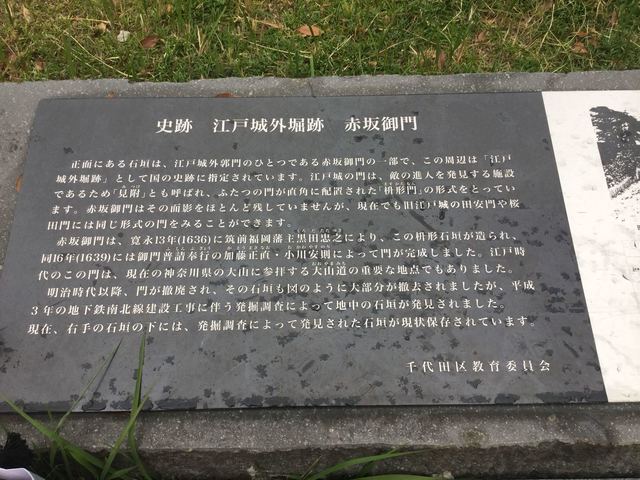 史跡　江戸城外堀跡　赤坂御門
正面にある石垣は、江戸城外郭門のひとつである赤坂御門の一部で、この周辺は「江戸
城外堀跡」として国の史跡に指定されています。江戸城の門は、敵の進入を発見する施設
であるため「見附」とも呼ばれ、ふたつの門が直角に配置された「枡形門」の形式をとってい
ます。赤坂御門はその面影をほとんど残していませんが、現在でも旧江戸城の田安門や桜
田門には同じ形式の門をみることができます。
赤坂御門は、寛永13年(1636)に筑前福岡藩主黒田忠之により、この枡形石垣が造られ、
同16年(1639)には御門普請奉行の加藤正直・小川安則によって門が完成しました。江戸時
代のこの門は、現在の神奈川県の大山に参拝する大山道の重要な地点でもありました。
明治時代以降、門が撤廃され、その石垣も図のように大部分が撤去されましたが、平成
3年の地下鉄南北線建設工事に伴う発掘調査によって地中の石垣が発見されました。
現在、右手の石垣の下には、発掘調査によって発見された石垣が現状保存されています。
千代田区教育委員会